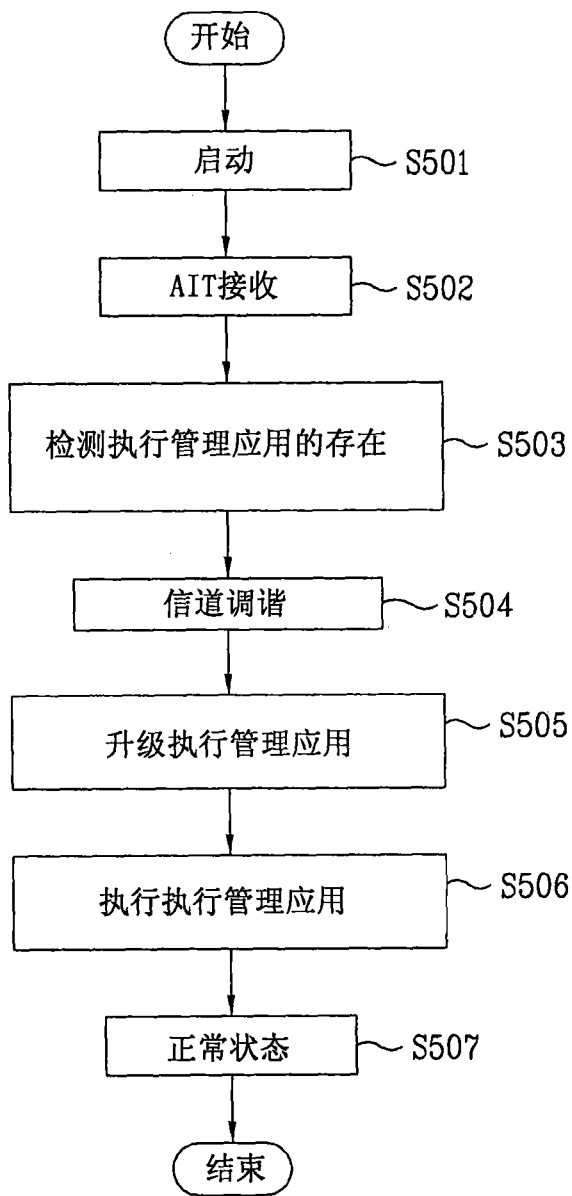 开始
启动 S501
AIT接收 S502
检测执行管理应用的存在 S503
信道调谐 S504
升级执行管理应用 S505
执行执行管理应用 S506
正常状态 S507
结束